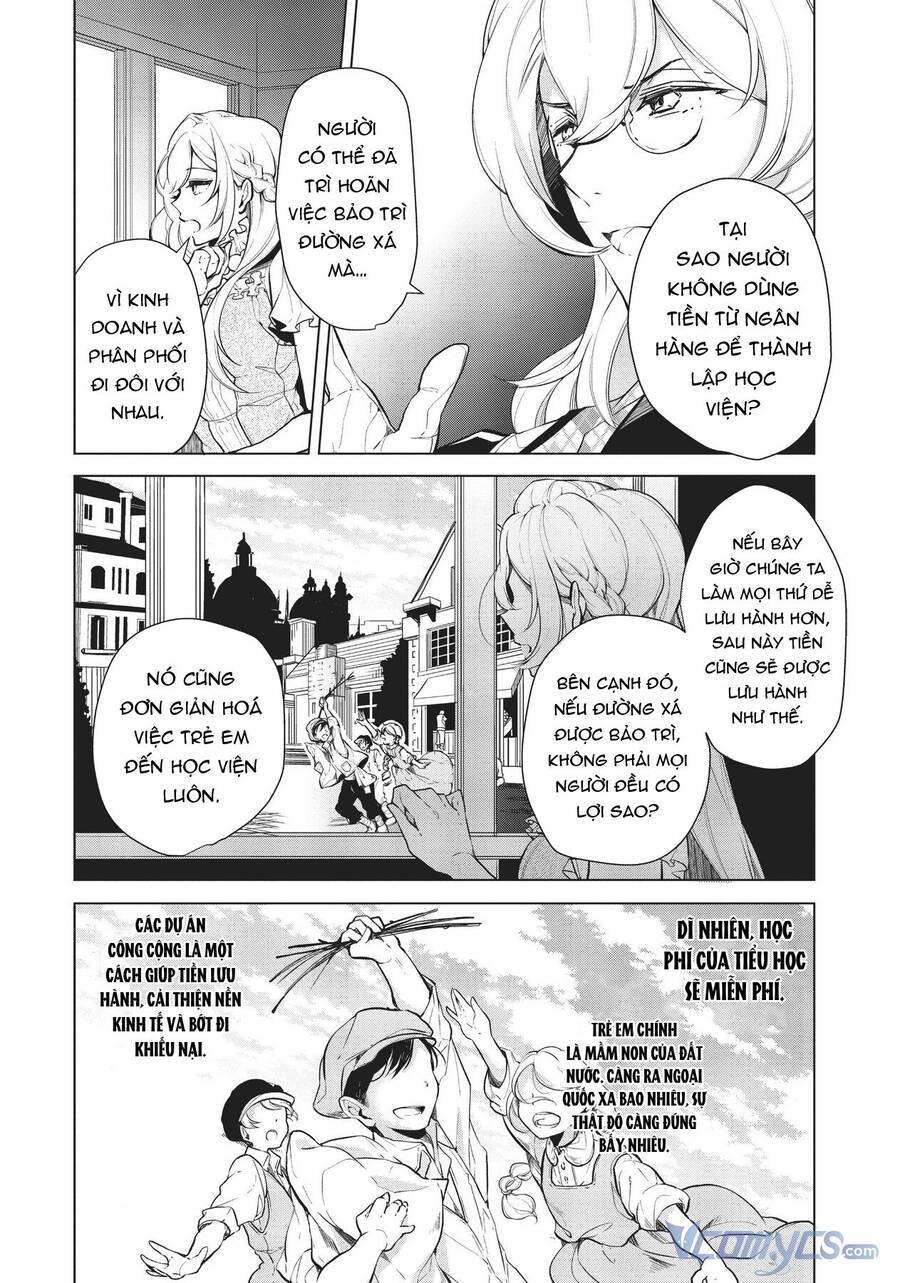 TẠI
SAO NGƯỜI
KHÔNG DÙNG
TIỀN TỪ NGÂN
HÀNG ĐỂ THÀNH
LẬP HỌC
VIỆN?
NGƯỜI
CÓ THỂ ĐÃ
TRÌ HOÃN
VIỆC BẢO TRÌ
ĐƯỜNG XÁ
MÀ...
VÌ KINH
DOANH VÀ
PHÂN PHỐI
ĐI ĐÔI VỚI
NHAU.
NẾU BÂY
GIỜ CHÚNG TA
LÀM MỌI THỨ DỄ
LƯU HÀNH HƠN,
SAU NÀY TIỀN
CŨNG SẼ ĐƯỢC
LƯU HÀNH
NHƯ THẾ.
BÊN CẠNH ĐÓ,
NẾU ĐƯỜNG XÁ
ĐƯỢC BẢO TRÌ,
KHÔNG PHẢI MỌI
NGƯỜI ĐỀU CÓ
LỢI SAO?
NÓ CŨNG
ĐƠN GIẢN HOÁ
VIỆC TRẺ EM
ĐẾN HỌC VIỆN
LUÔN.
DĨ NHIÊN, HỌC
PHÍ CỦA TIỂU HỌC
SẼ MIỄN PHÍ.
TRẺ EM CHÍNH
LÀ MẦM NON CỦA ĐẤT
NƯỚC. CÀNG RA NGOẠI
QUỐC XA BAO NHIÊU, SỰ
THẬT ĐÓ CÀNG ĐÚNG
BẤY NHIÊU.
CÁC DỰ ÁN
CÔNG CỘNG LÀ MỘT
CÁCH GIÚP TIỀN LƯU
HÀNH, CẢI THIỆN NỀN
KINH TẾ VÀ BỚT ĐI
KHIẾU NẠI.
VCOMYCS.com